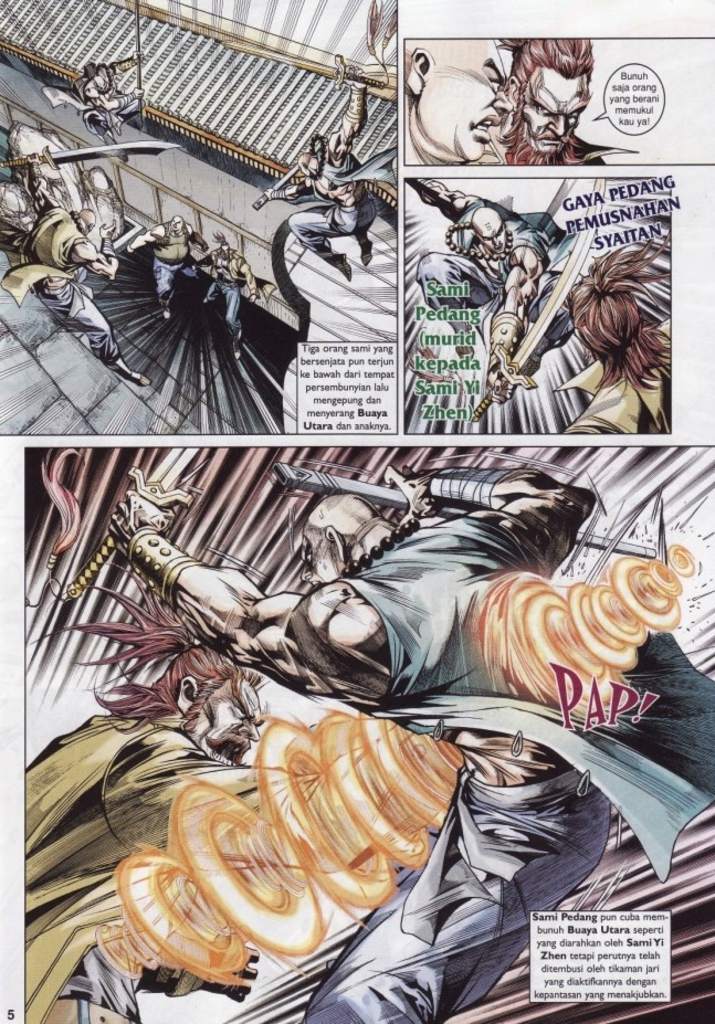 Tiga orang sami yang
bersenjata pun terjun
ke bawah dari tempat
persembunyian lalu
mengepung dan
menyerang Buaya
Utara dan anaknya.
Bunuh
saja orang
yang berani
memukul
kau ya!
GAYA PEDANG
PEMUSNAHAN
SYAITAN
Sami
Pedang
(murid
kepada
Sami Yi
Zhen)
PAP!
Sami Pedang pun cuba mem-
bunuh Buaya Utara seperti
yang diarahkan oleh Sami Yi
Zhen tetapi perutnya telah
ditembusi oleh tikaman jari
yang diaktifkannya dengan
kepantasan yang menakjubkan.
5